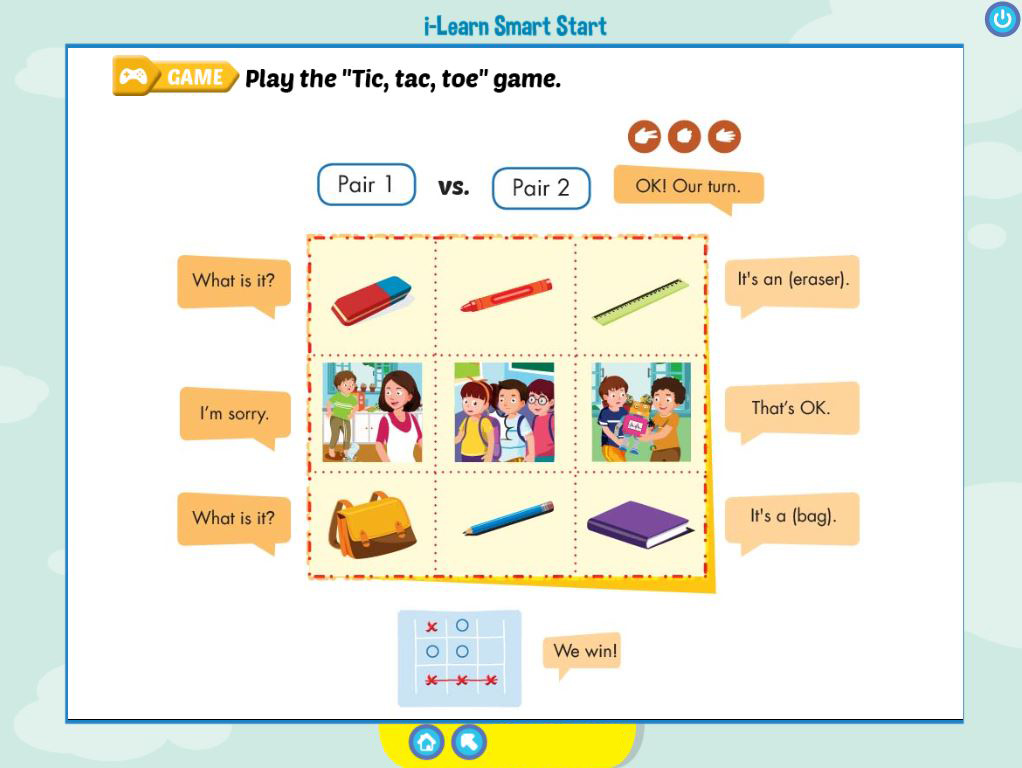 i-Learn Smart Start
GAME Play the "Tic, tac, toe" game.
Pair 1 vs. Pair 2
OK! Our turn.
What is it?
It's an (eraser).
I'm sorry.
That's OK.
What is it?
It's a (bag).
x O
O O
x x x
We win!